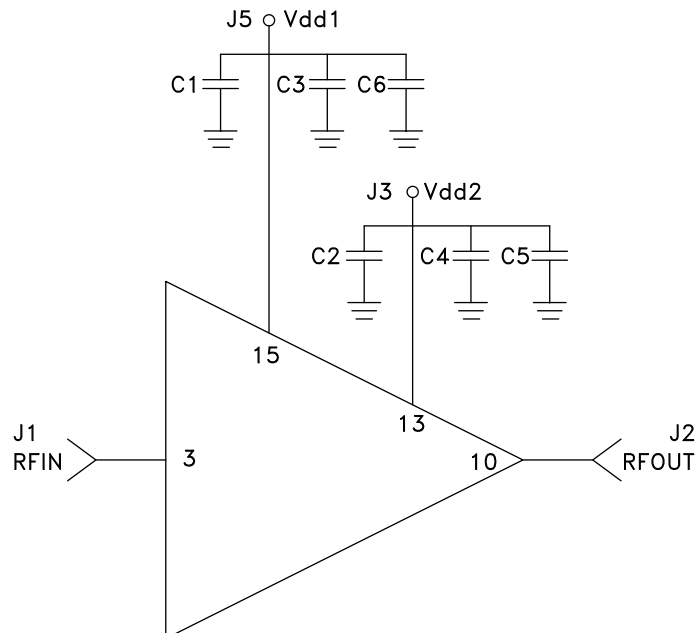 J5 Vdd1
C1 C3 C6
J3 Vdd2
C2 C4 C5
15
13
J1
RFIN
3
10
J2
RFOUT